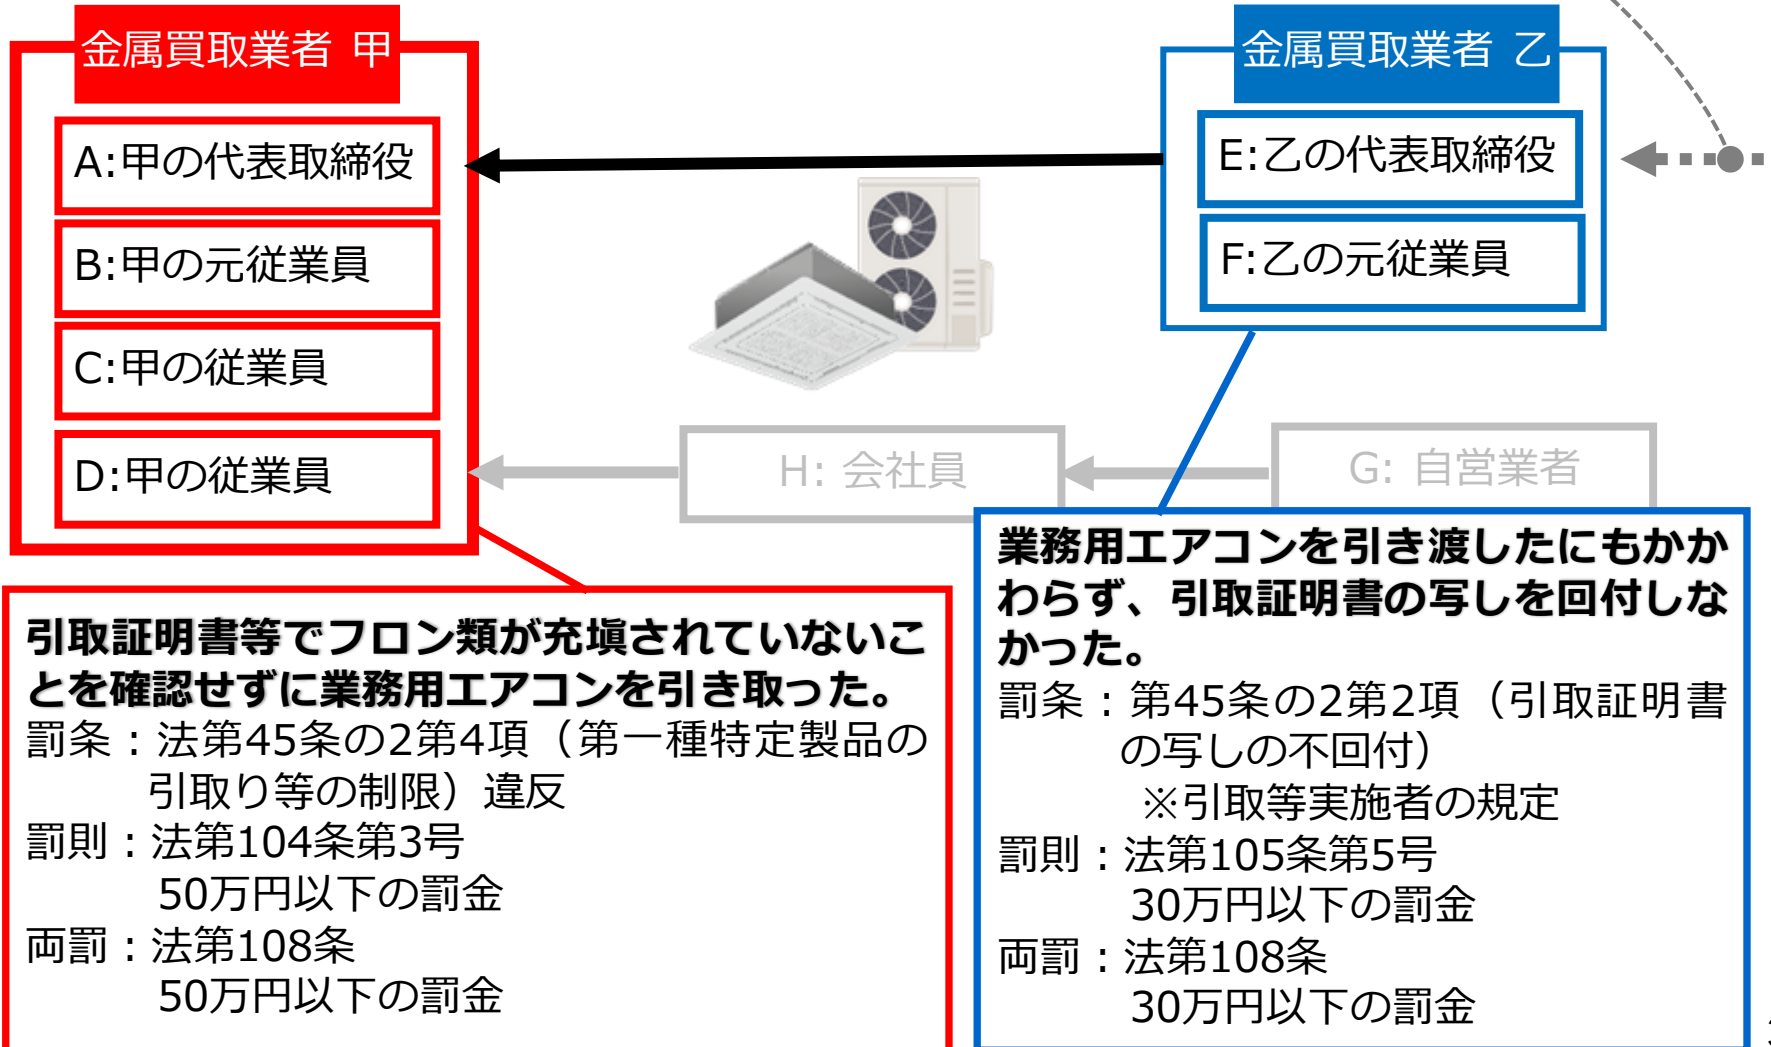 金属買取業者 甲
A:甲の代表取締役
B:甲の元従業員
C:甲の従業員
D:甲の従業員
金属買取業者 乙
E:乙の代表取締役
F:乙の元従業員
H: 会社員
G: 自営業者
引取証明書等でフロン類が充塡されていないこ
とを確認せずに業務用エアコンを引き取った。
罰条：法第45条の2第4項（第一種特定製品の
引取り等の制限）違反
罰則：法第104条第3号
50万円以下の罰金
両罰：法第108条
50万円以下の罰金
業務用エアコンを引き渡したにもかか
わらず、引取証明書の写しを回付しな
かった。
罰条：第45条の2第2項（引取証明書
の写しの不回付）
※引取等実施者の規定
罰則：法第105条第5号
30万円以下の罰金
両罰：法第108条
30万円以下の罰金